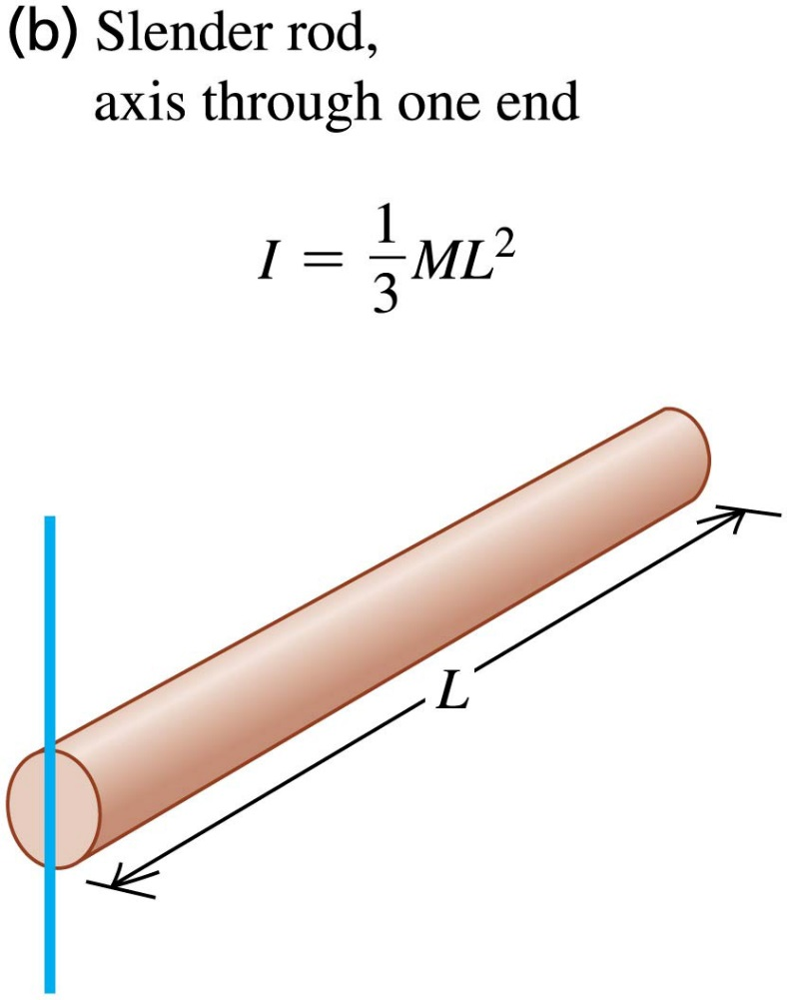 (b) Slender rod,
axis through one end
I = 1/3 ML²
L